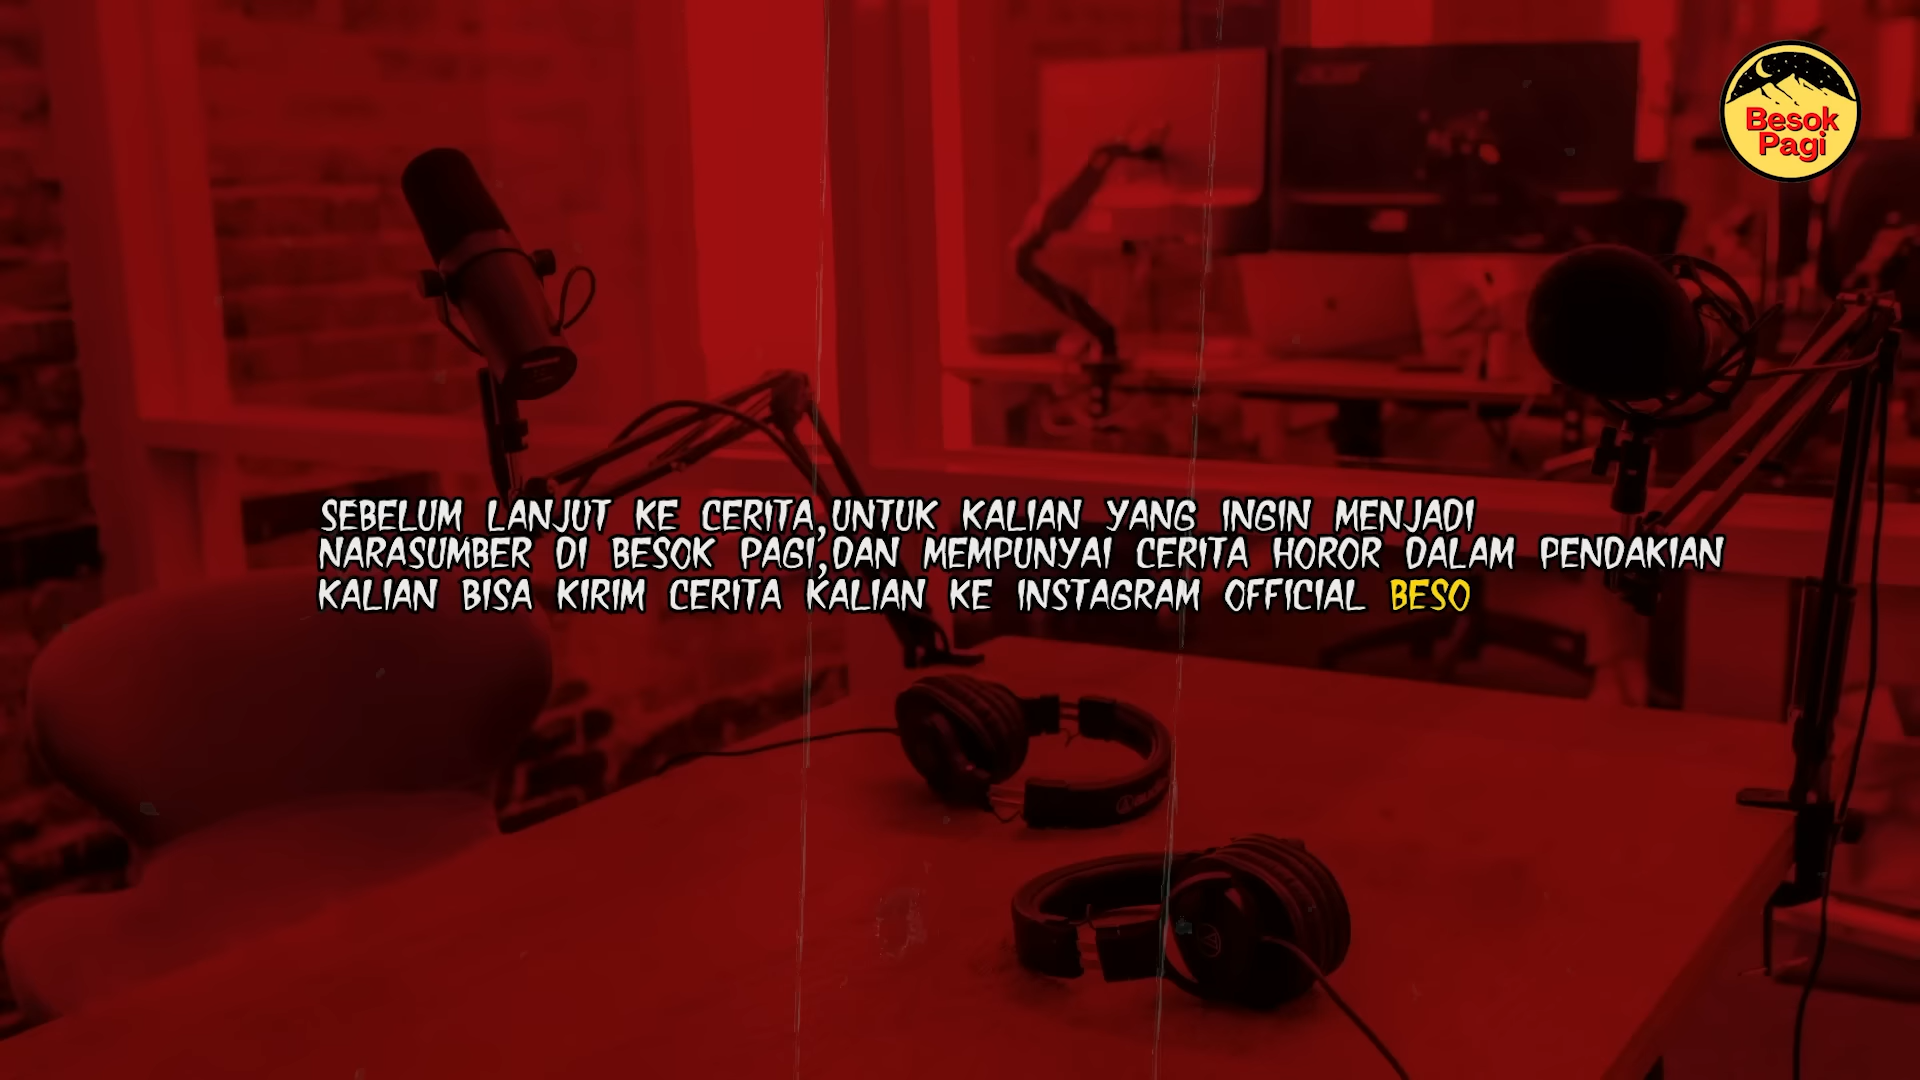 Besok
Pagi
SEBELUM LANJUT KE CERITA,UNTUK KALIAN YANG INGIN MENJADI
NARASUMBER DI BESOK PAGI,DAN MEMPUNYAI CERITA HOROR DALAM PENDAKIAN
KALIAN BISA KIRIM CERITA KALIAN KE INSTAGRAM OFFICIAL BESO